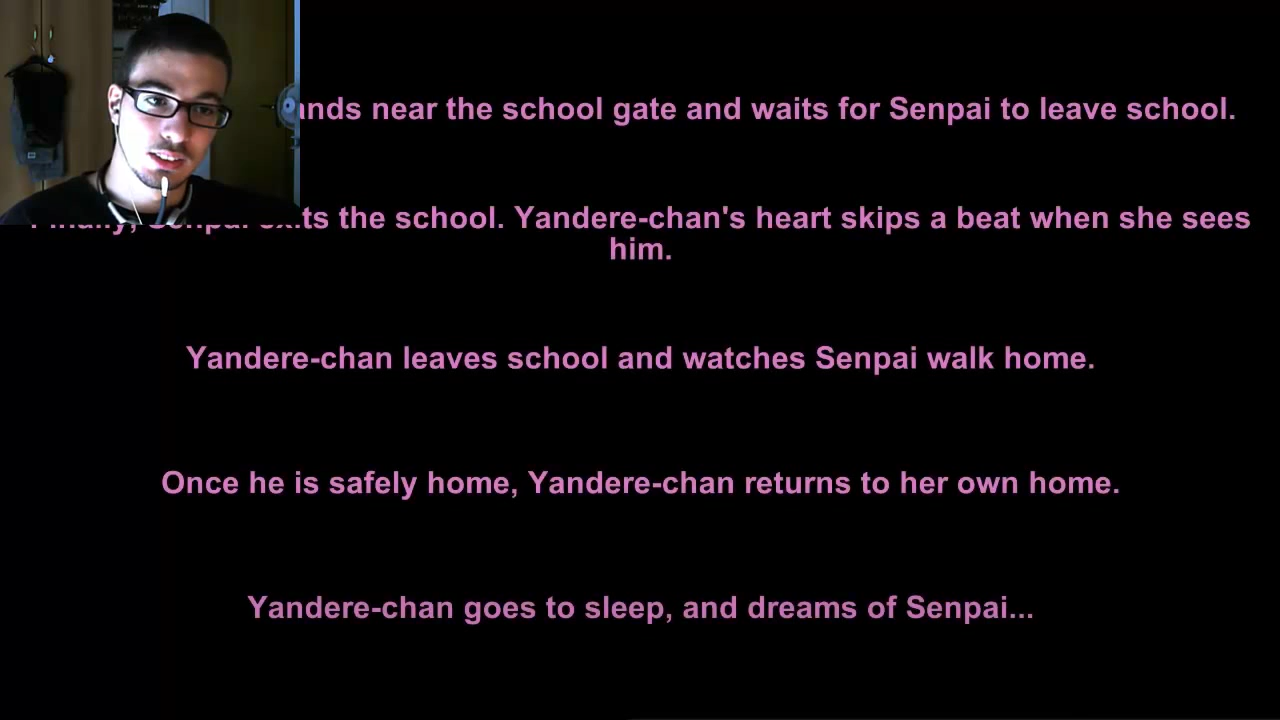 near the school gate and waits for Senpai to leave school.
the school. Yandere-chan's heart skips a beat when she sees
him.
Yandere-chan leaves school and watches Senpai walk home.
Once he is safely home, Yandere-chan returns to her own home.
Yandere-chan goes to sleep, and dreams of Senpai...